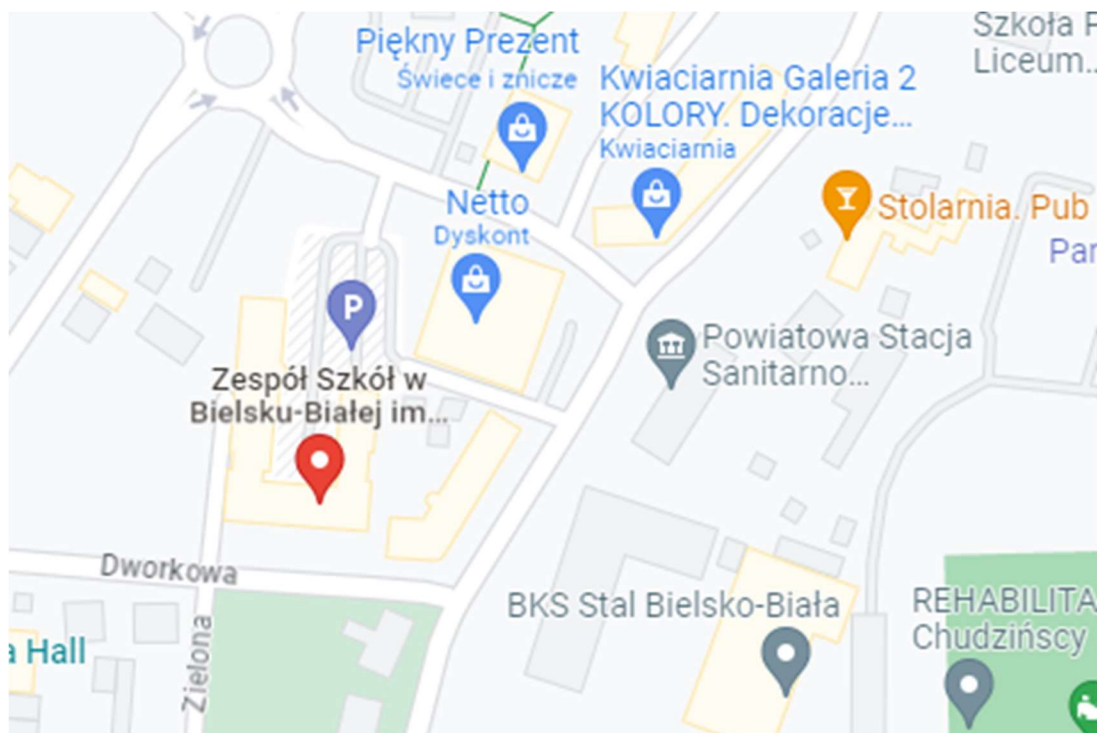 Piękny Prezent
Świece i znicze
Kwiaciarnia Galeria 2
KOLORY. Dekoracje...
Kwiaciarnia
Szkoła P
Liceum...
Netto
Dyskont
Stolarnia. Pub
Par
P
Powiatowa Stacja
Sanitarno...
Zespół Szkół w
Bielsku-Białej im...
Dworkowa
Zielona
a Hall
BKS Stal Bielsko-Biała
REHABILITA
Chudzińscy